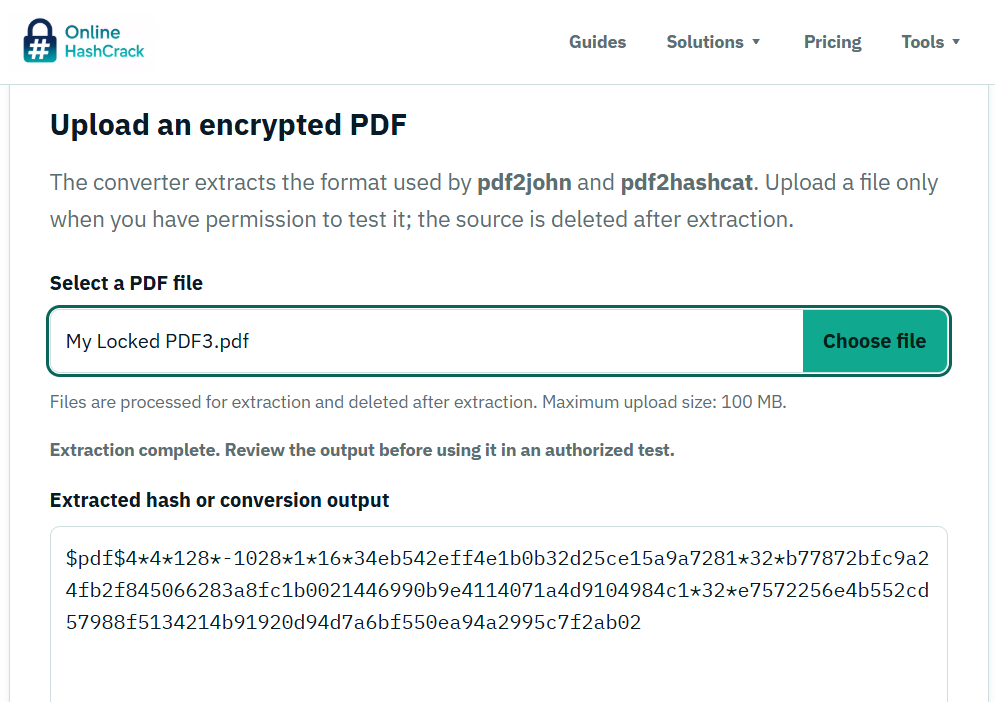 Online
HashCrack
Guides Solutions ▼ Pricing Tools ▼
Upload an encrypted PDF
The converter extracts the format used by pdf2john and pdf2hashcat. Upload a file only
when you have permission to test it; the source is deleted after extraction.
Select a PDF file
My Locked PDF3.pdf Choose file
Files are processed for extraction and deleted after extraction. Maximum upload size: 100 MB.
Extraction complete. Review the output before using it in an authorized test.
Extracted hash or conversion output
$pdf$4*4*128*-1028*1*16*34eb542eff4e1b0b32d25ce15a9a7281*32*b77872bfc9a2
4fb2f845066283a8fc1b0021446990b9e4114071a4d9104984c1*32*e7572256e4b552cd
57988f5134214b91920d94d7a6bf550ea94a2995c7f2ab02